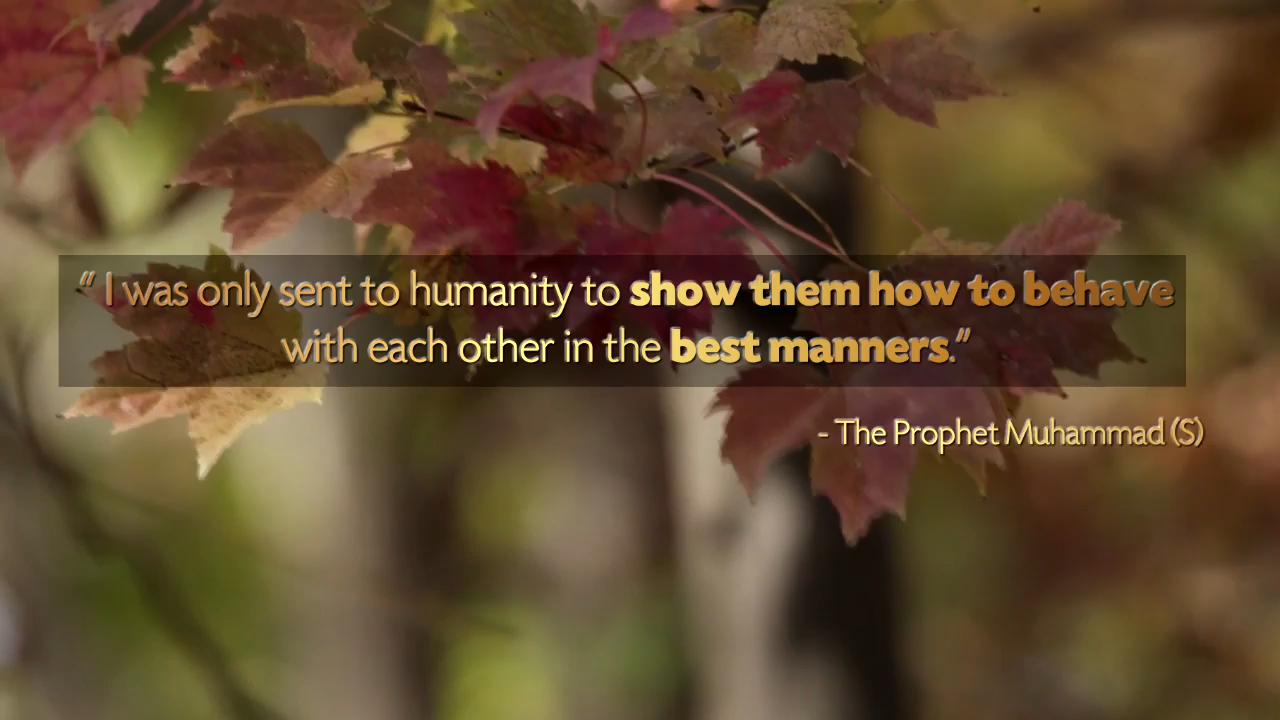 “ I was only sent to humanity to show them how to behave
with each other in the best manners.”
- The Prophet Muhammad (S)